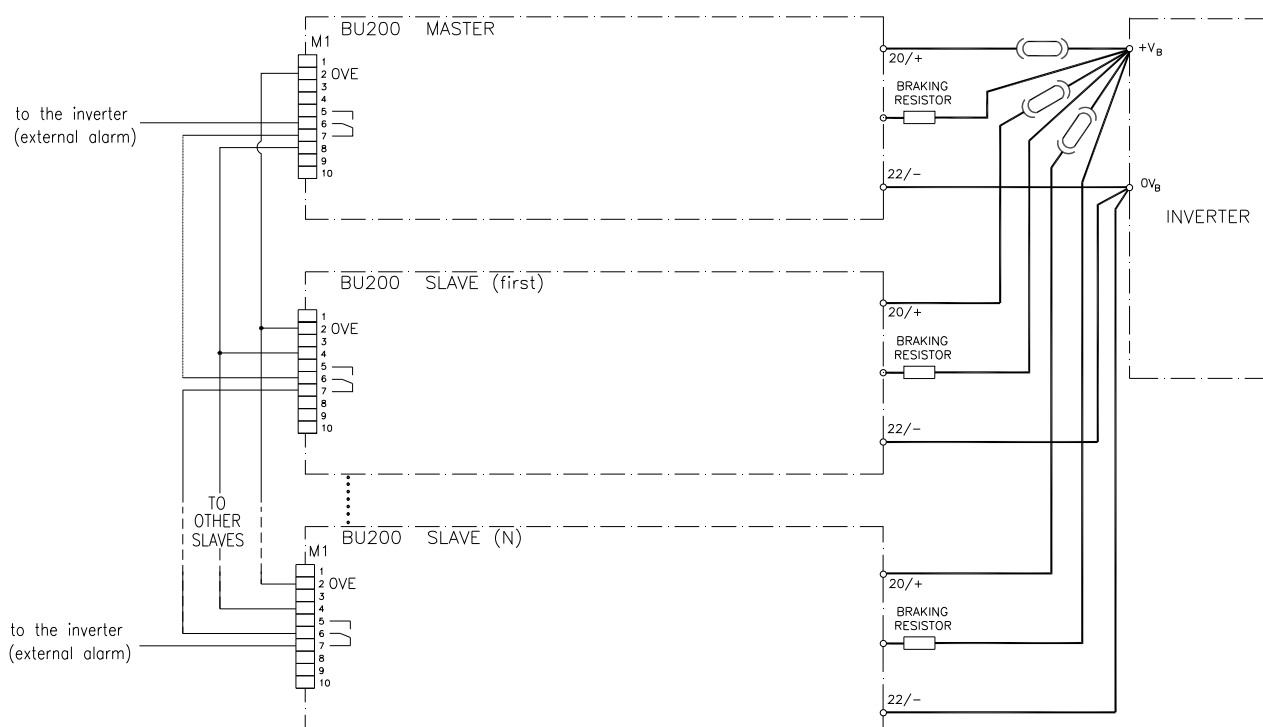 BU200 MASTER
M1
1
2 OVE
3
4
5
6
7
8
9
10
to the inverter
(external alarm)
20/+
BRAKING
RESISTOR
22/-
+VB
0VB
INVERTER
BU200 SLAVE (first)
1
2 OVE
3
4
5
6
7
8
9
10
20/+
BRAKING
RESISTOR
22/-
TO
OTHER
SLAVES
BU200 SLAVE (N)
M1
1
2 OVE
3
4
5
6
7
8
9
10
to the inverter
(external alarm)
20/+
BRAKING
RESISTOR
22/-